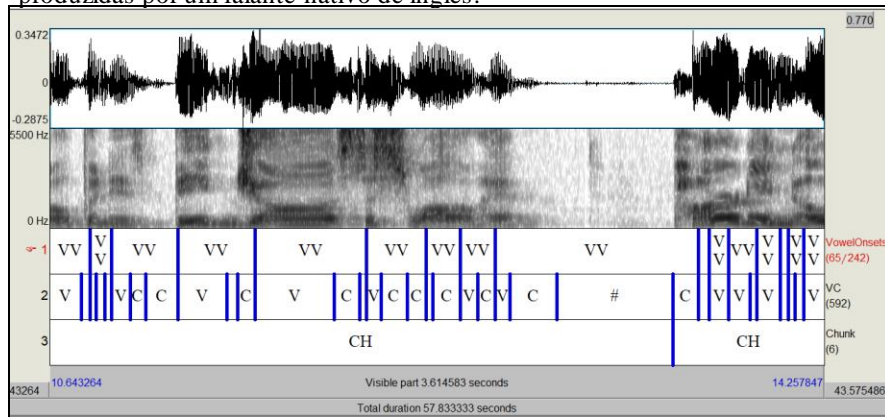 produzidas por um falante nativo de inglês.
0.770
0.3472
0
-0.2875
5500 Hz
0 Hz
1 VV V V VV VV VV VV VV VV VV V V VV V V V V V V VowelOnsets
(65/242)
2 V V C C V C V C V C C C V C V C # C V V V V VC
(592)
3 CH CH Chunk
(6)
10.643264 Visible part 3.614583 seconds 14.257847
43264 43.575486
Total duration 57.833333 seconds